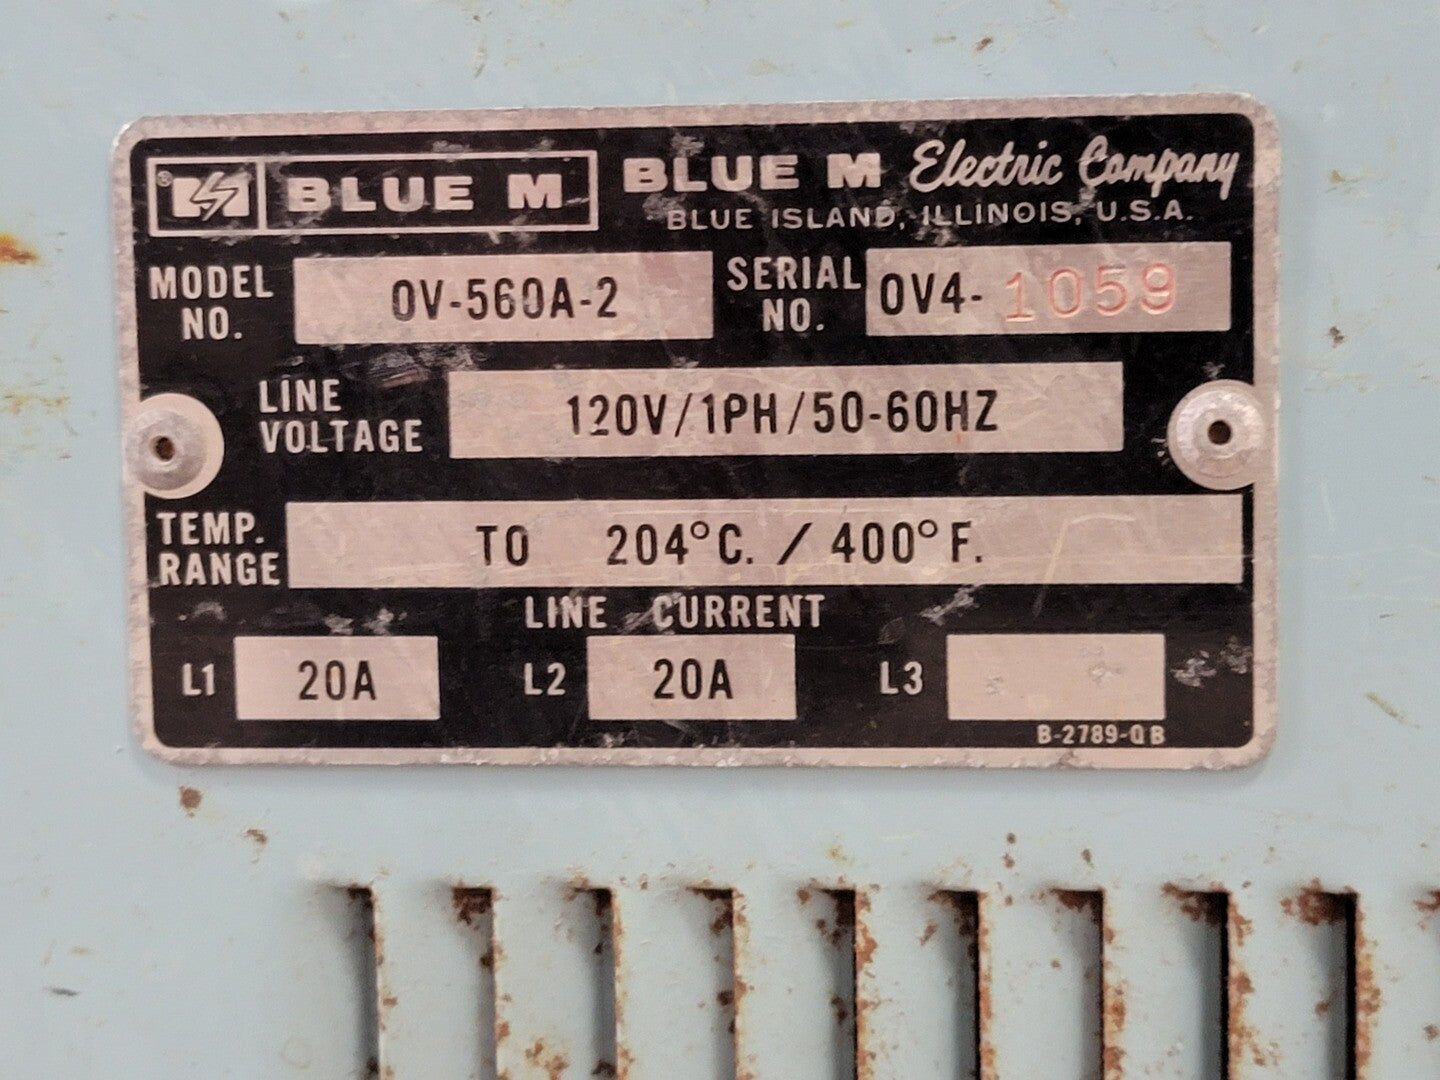 BLUE M BLUE M Electric Company
BLUE ISLAND, ILLINOIS, U.S.A.
MODEL NO. OV-560A-2 SERIAL NO. OV4-1059
LINE VOLTAGE 120V/1PH/50-60HZ
TEMP. RANGE TO 204°C. / 400°F.
LINE CURRENT
L1 20A L2 20A L3
B-2789-QB